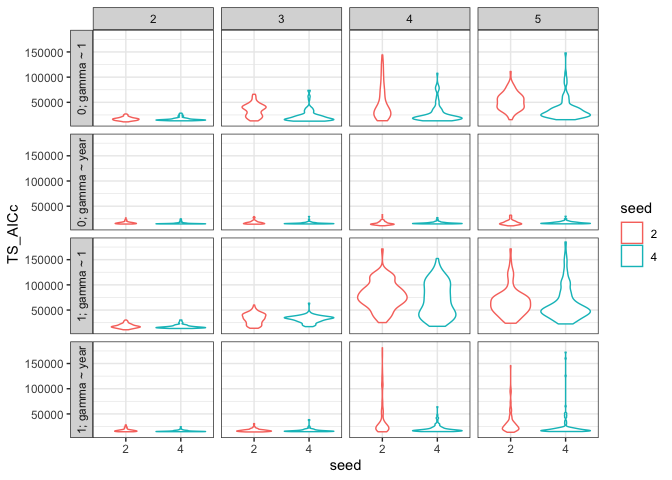 2 3 4 5
150000
100000
50000
0; gamma ~ 1
150000
100000
50000
0; gamma ~ year
150000
100000
50000
1; gamma ~ 1
150000
100000
50000
1; gamma ~ year
TS_AICc
2 4 2 4 2 4 2 4
seed
seed
2
4